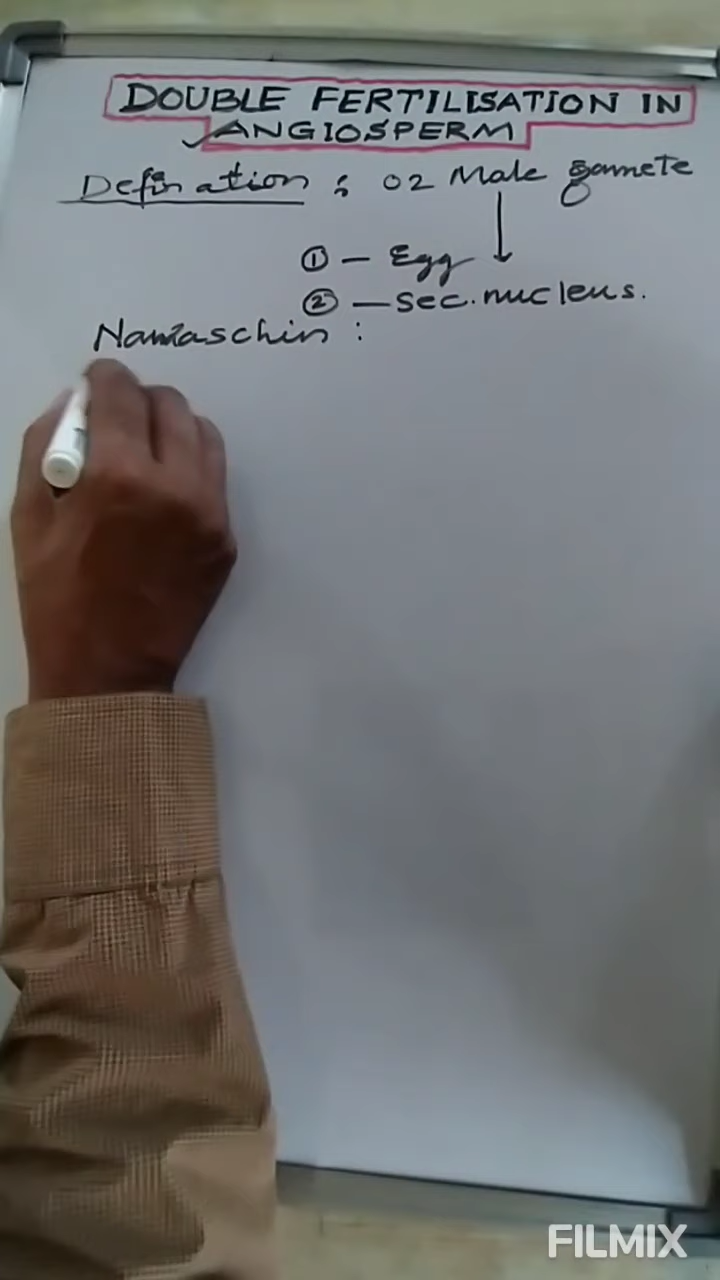 DOUBLE FERTILISATION IN
ANGIOSPERM
Defination : 02 Male gamete
① — Egg
② — Sec. nucleus.
Nawaschin :
FILMIX